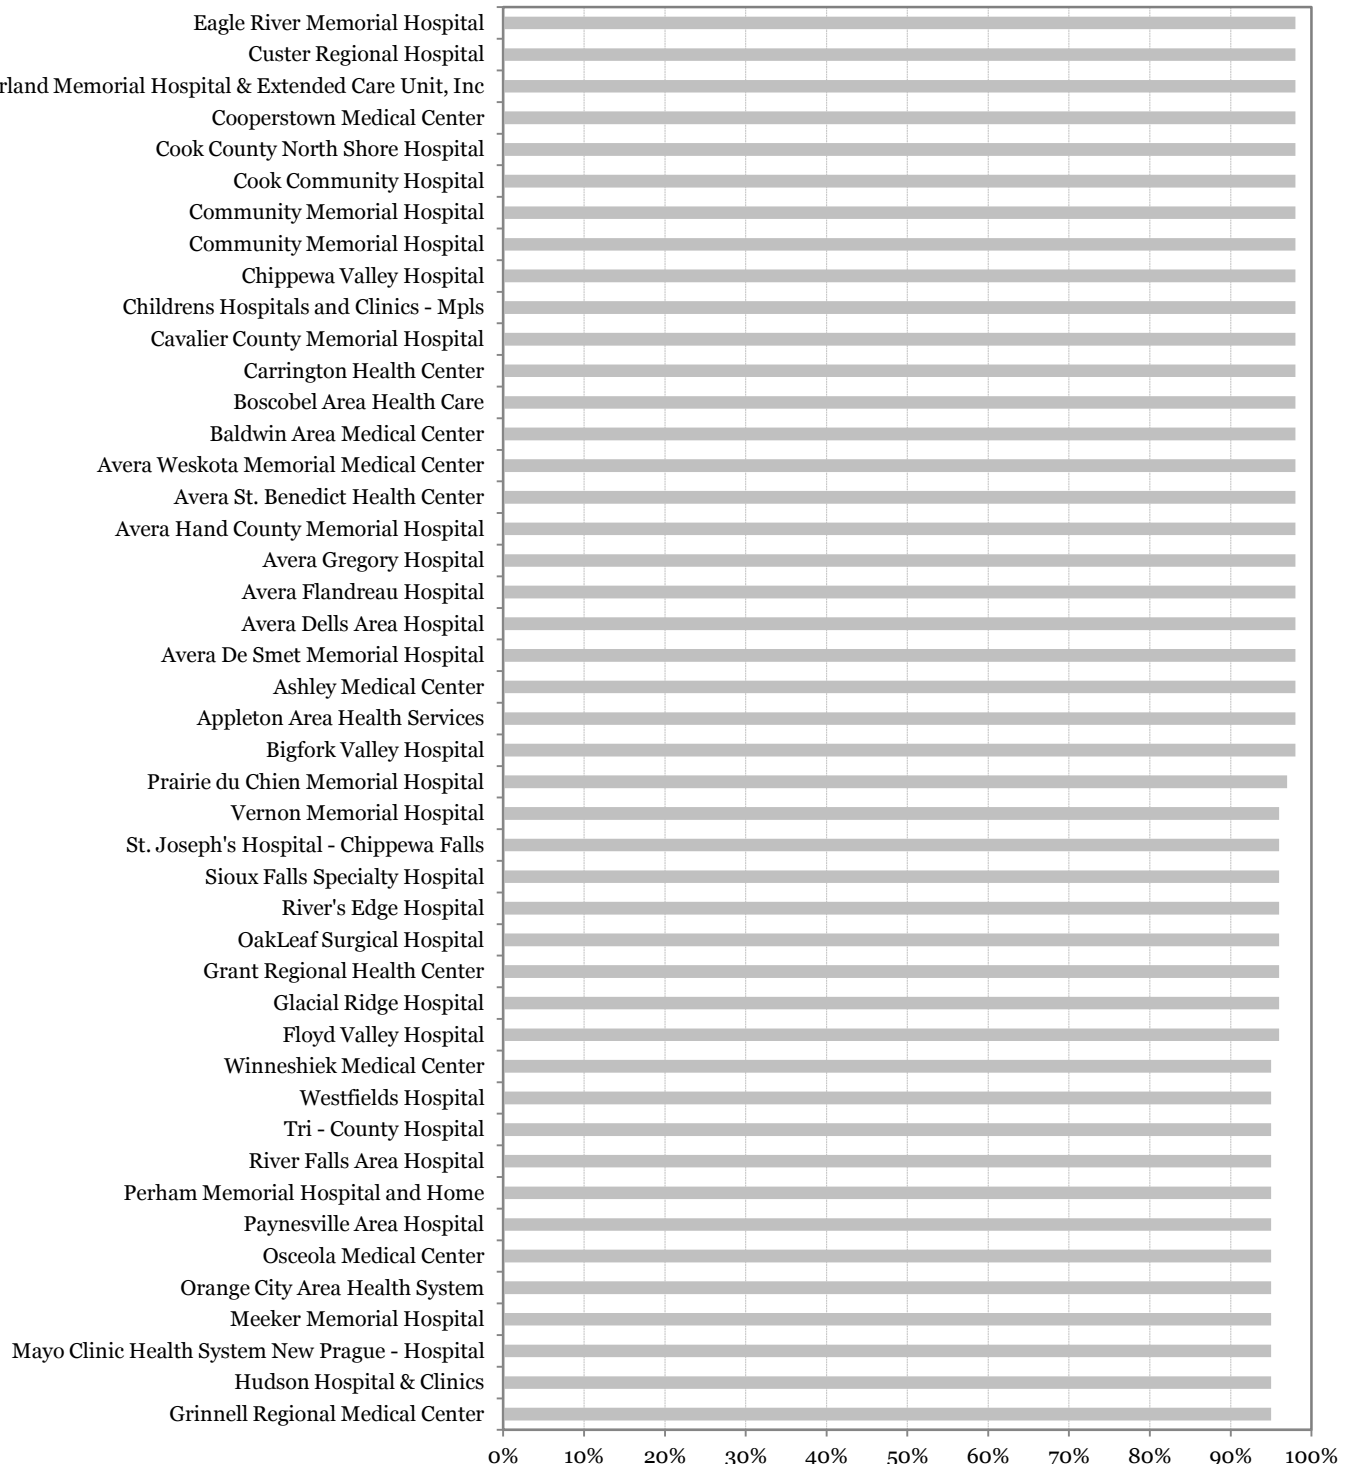 Eagle River Memorial Hospital
Custer Regional Hospital
Memorial Hospital & Extended Care Unit, Inc
Cooperstown Medical Center
Cook County North Shore Hospital
Cook Community Hospital
Community Memorial Hospital
Community Memorial Hospital
Chippewa Valley Hospital
Childrens Hospitals and Clinics - Mpls
Cavalier County Memorial Hospital
Carrington Health Center
Boscobel Area Health Care
Baldwin Area Medical Center
Avera Weskota Memorial Medical Center
Avera St. Benedict Health Center
Avera Hand County Memorial Hospital
Avera Gregory Hospital
Avera Flandreau Hospital
Avera Dells Area Hospital
Avera De Smet Memorial Hospital
Ashley Medical Center
Appleton Area Health Services
Bigfork Valley Hospital
Prairie du Chien Memorial Hospital
Vernon Memorial Hospital
St. Joseph's Hospital - Chippewa Falls
Sioux Falls Specialty Hospital
River's Edge Hospital
OakLeaf Surgical Hospital
Grant Regional Health Center
Glacial Ridge Hospital
Floyd Valley Hospital
Winneshiek Medical Center
Westfields Hospital
Tri - County Hospital
River Falls Area Hospital
Perham Memorial Hospital and Home
Paynesville Area Hospital
Osceola Medical Center
Orange City Area Health System
Meeker Memorial Hospital
Mayo Clinic Health System New Prague - Hospital
Hudson Hospital & Clinics
Grinnell Regional Medical Center
0% 10% 20% 30% 40% 50% 60% 70% 80% 90% 100%